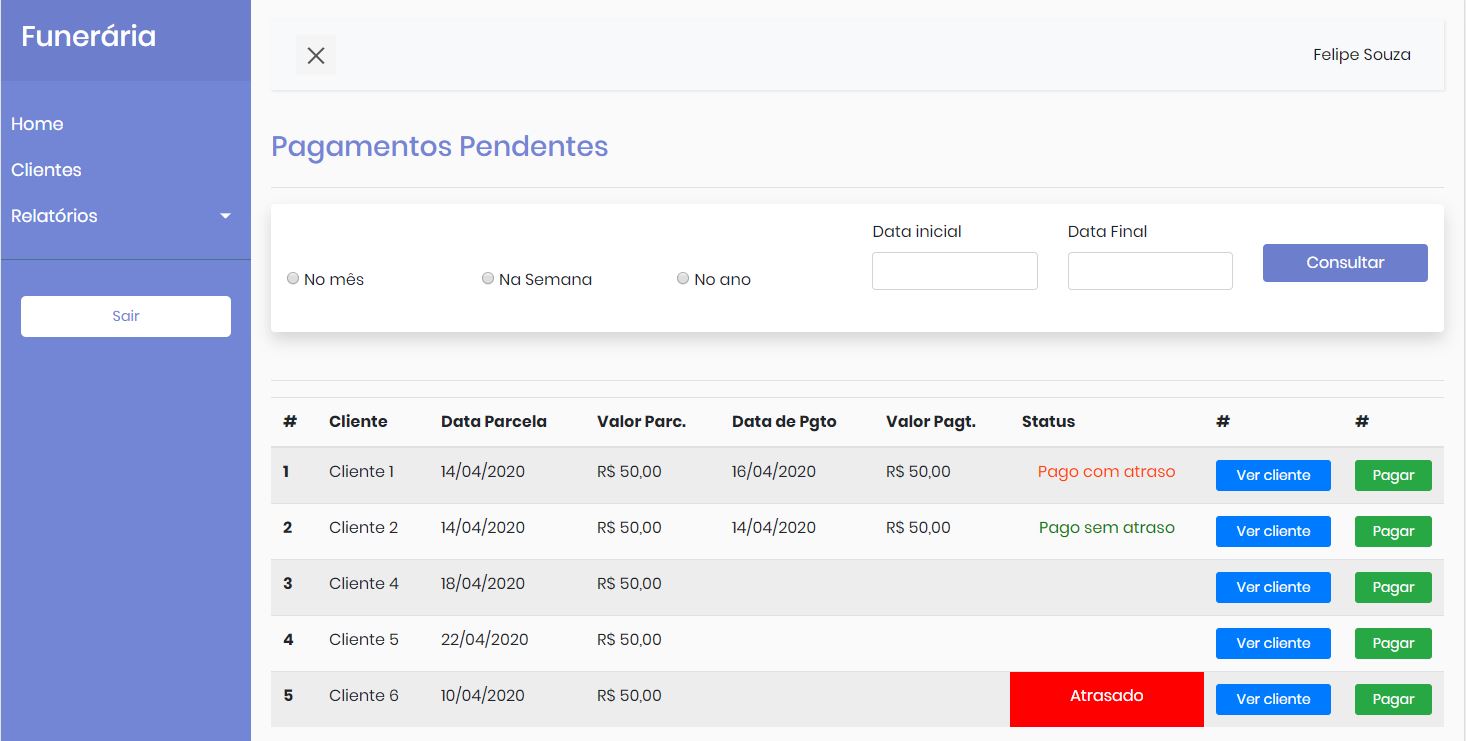 Funerária
Felipe Souza
Home
Clientes
Relatórios
Sair
Pagamentos Pendentes
No mês Na Semana No ano Data inicial Data Final Consultar
# Cliente Data Parcela Valor Parc. Data de Pgto Valor Pagt. Status # #
1 Cliente 1 14/04/2020 R$ 50,00 16/04/2020 R$ 50,00 Pago com atraso Ver cliente Pagar
2 Cliente 2 14/04/2020 R$ 50,00 14/04/2020 R$ 50,00 Pago sem atraso Ver cliente Pagar
3 Cliente 4 18/04/2020 R$ 50,00 Ver cliente Pagar
4 Cliente 5 22/04/2020 R$ 50,00 Ver cliente Pagar
5 Cliente 6 10/04/2020 R$ 50,00 Atrasado Ver cliente Pagar